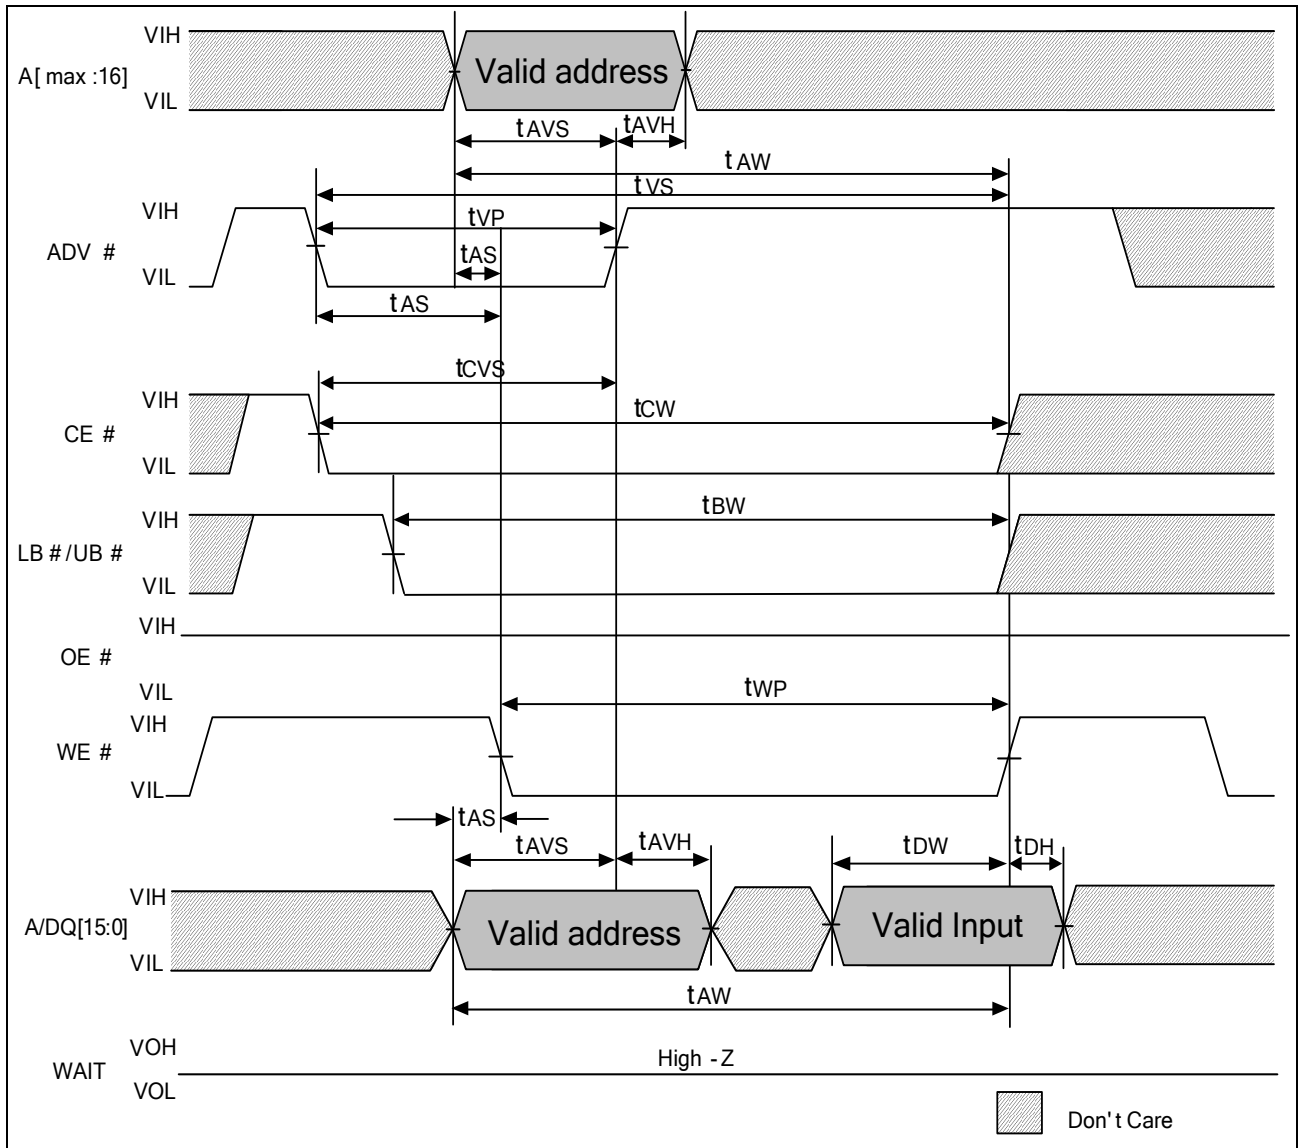 VIH
A[ max :16]
VIL
Valid address
tAVS
tAVH
tAW
tVS
VIH
ADV #
VIL
tVP
tAS
tAS
tCVS
VIH
CE #
VIL
tCW
VIH
LB # /UB #
VIL
tBW
VIH
OE #
VIL
tWP
VIH
WE #
VIL
tAS
tAVS
tAVH
tDW
tDH
VIH
A/DQ[15:0]
VIL
Valid address
Valid Input
tAW
VOH
WAIT
VOL
High - Z
Don' t Care